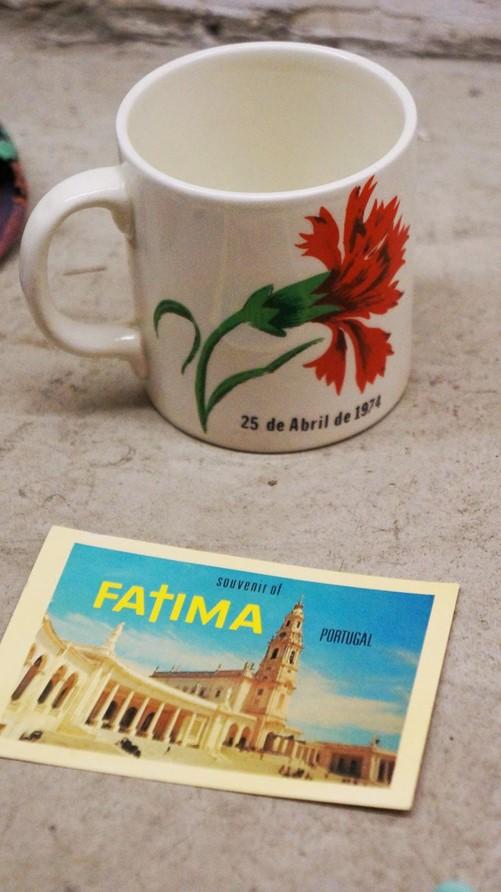 25 de Abril de 1974
souvenir of
FATIMA
PORTUGAL